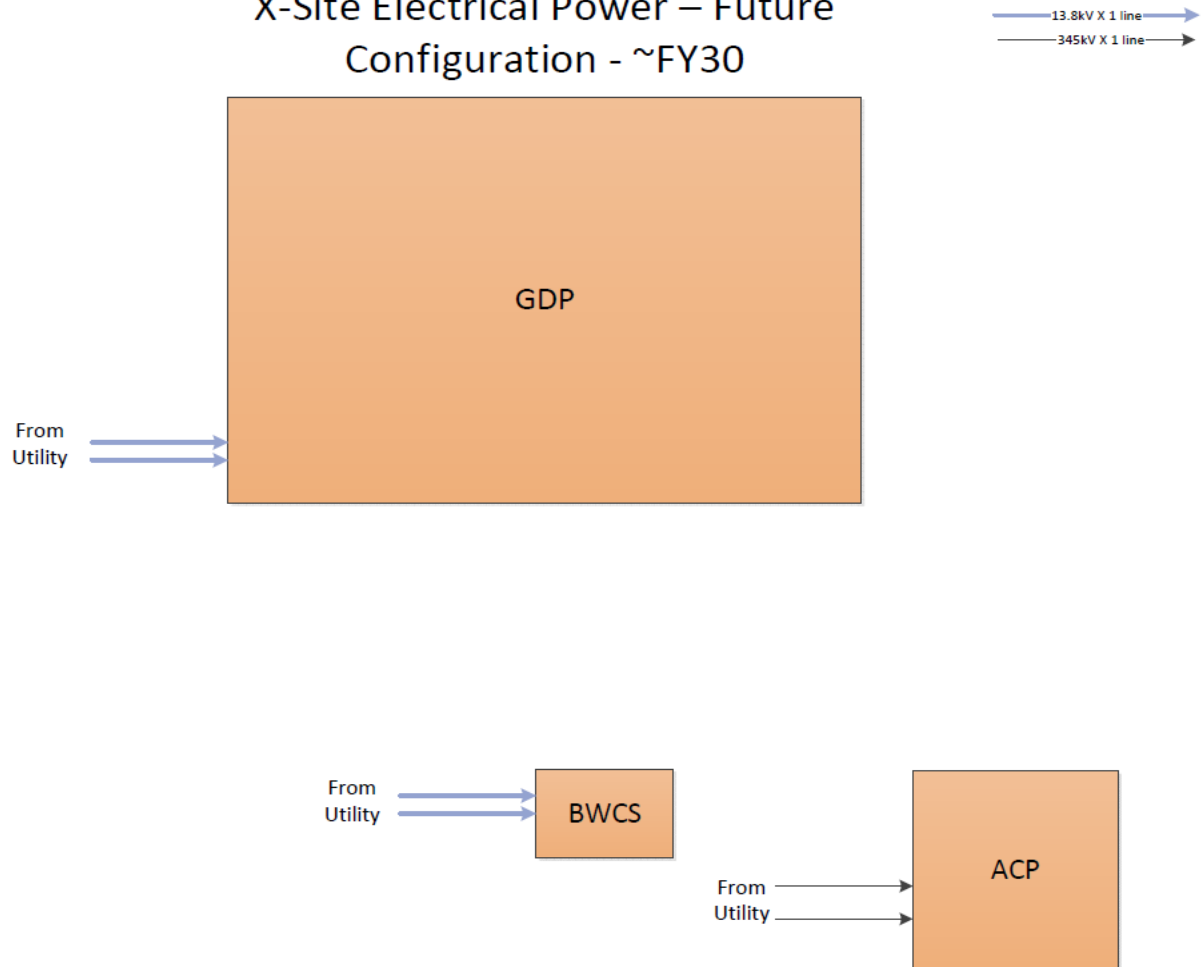 X-Site Electrical Power – Future
Configuration - ~FY30
13.8kV X 1 line
345kV X 1 line
GDP
From
Utility
From
Utility
BWCS
From
Utility
ACP